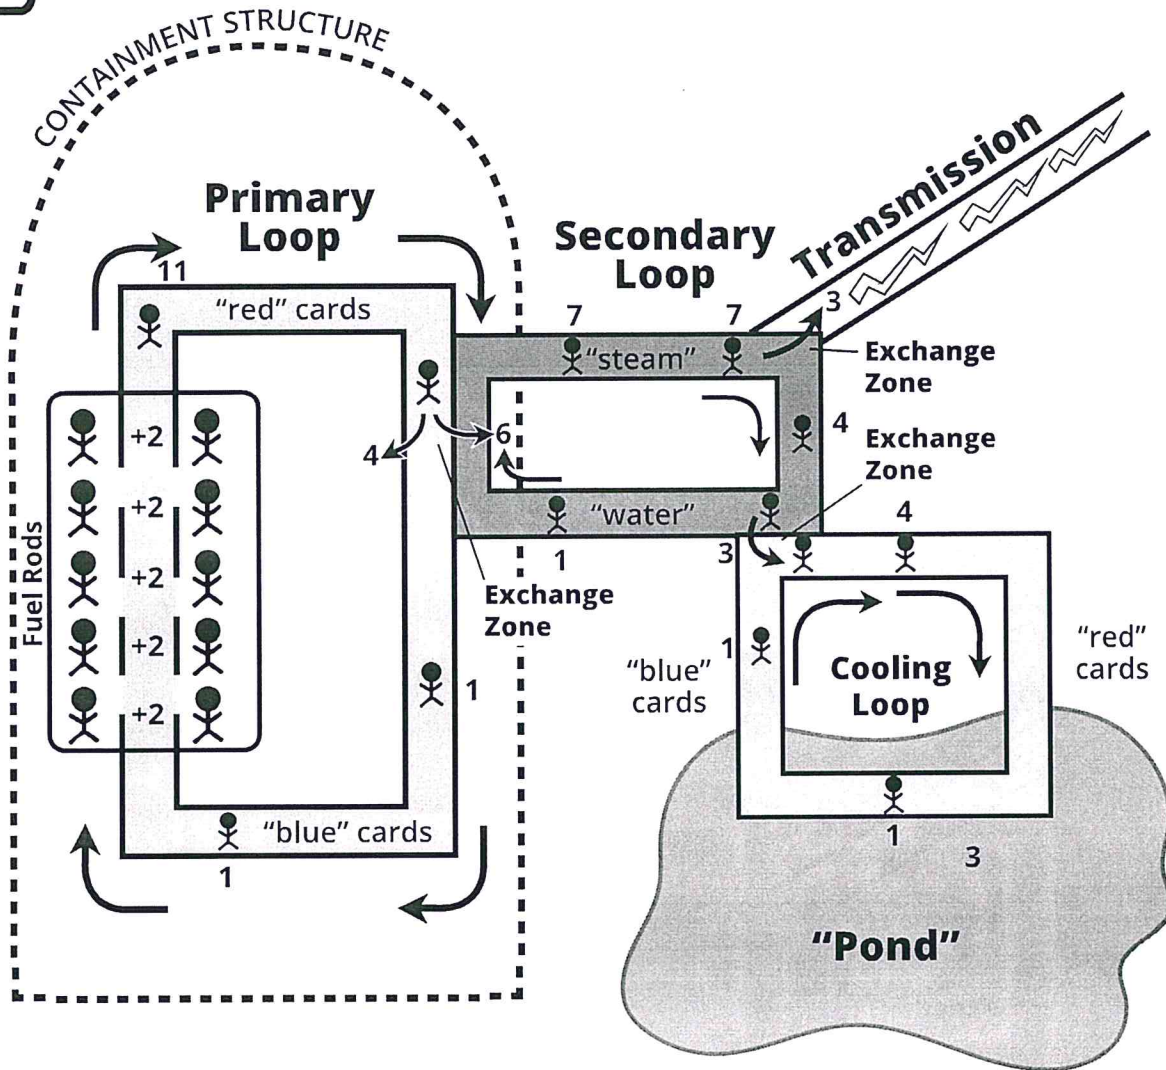 CONTAINMENT STRUCTURE
Primary
Loop
11
"red" cards
Fuel Rods
+2
+2
+2
+2
+2
4
6
Exchange
Zone
1
"blue" cards
1
Secondary
Loop
7
7
"steam"
"water"
1
Transmission
3
Exchange
Zone
4
Exchange
Zone
3
4
1
"blue"
cards
Cooling
Loop
"red"
cards
1
3
"Pond"